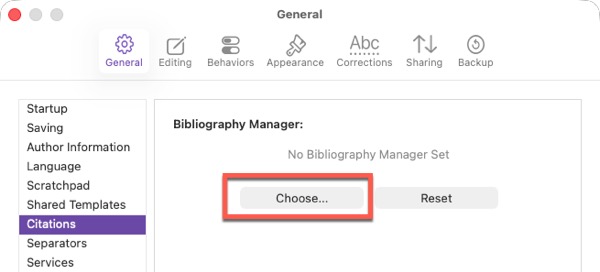 General
General
Editing
Behaviors
Abc
Appearance
Corrections
Sharing
Backup
Startup
Saving
Author Information
Language
Scratchpad
Shared Templates
Citations
Separators
Services
Bibliography Manager:
No Bibliography Manager Set
Choose...
Reset